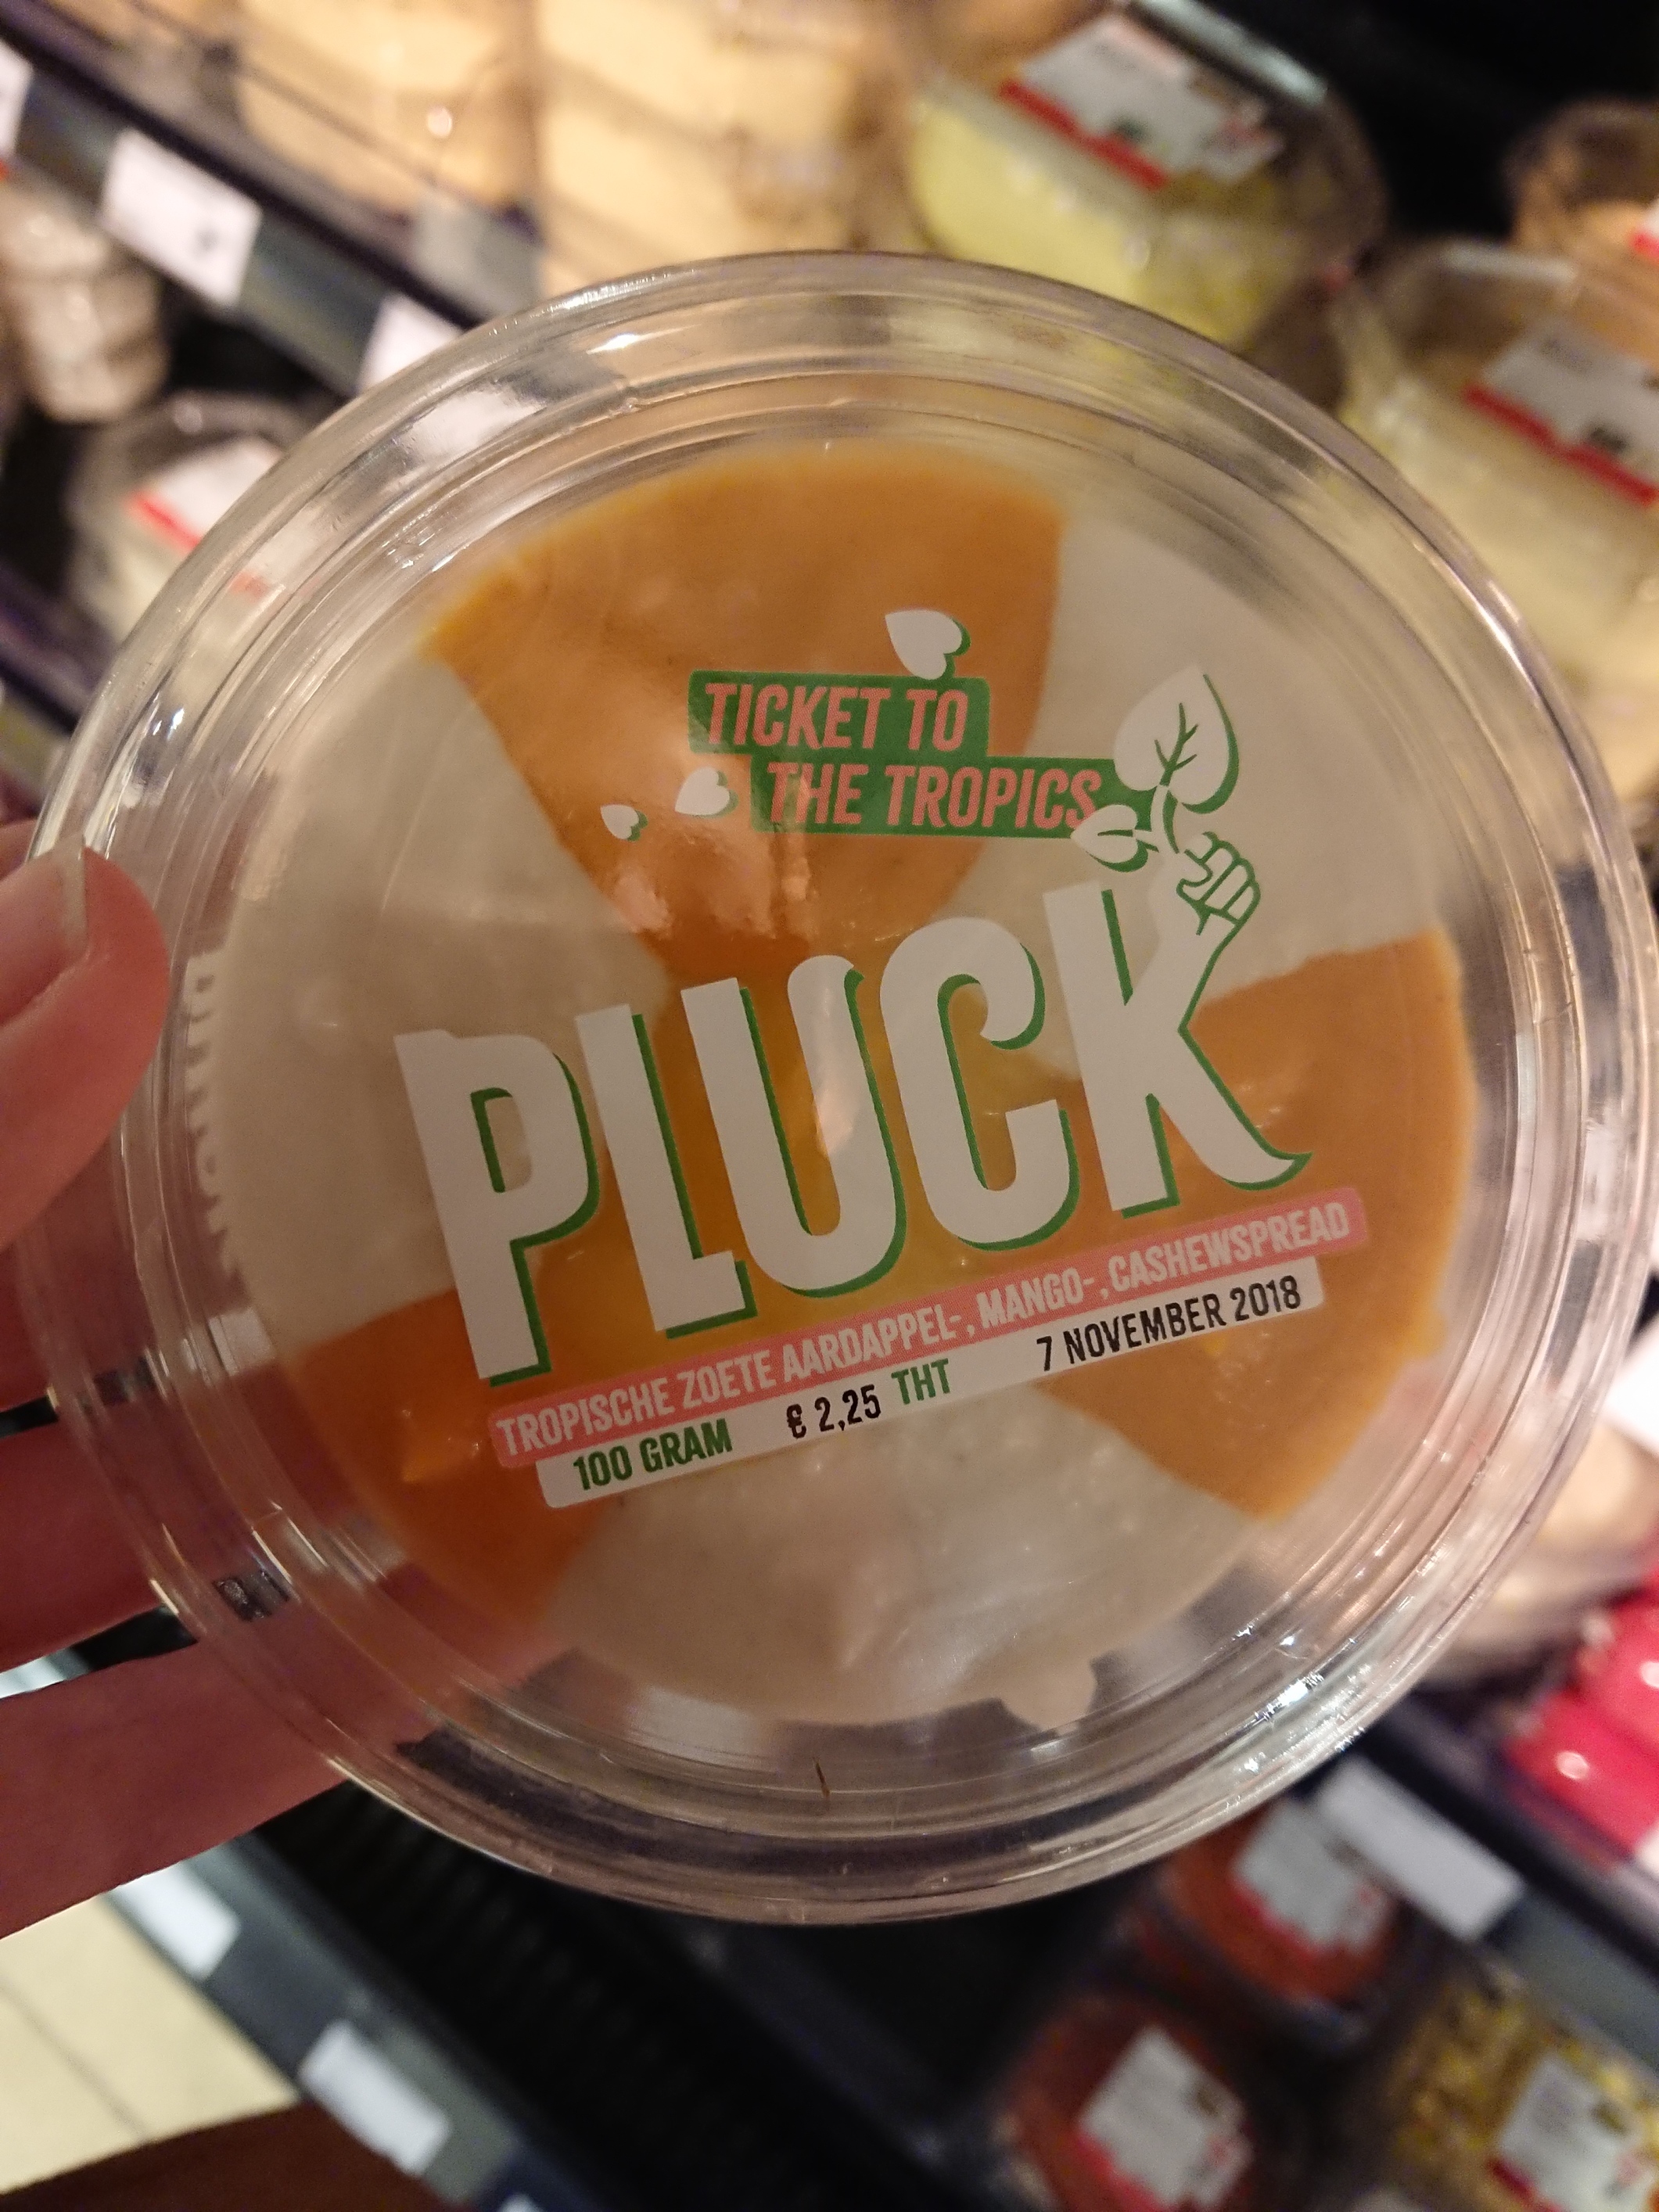 TICKET TO
THE TROPICS
PLUCK
TROPISCHE ZOETE AARDAPPEL-, MANGO-, CASHEWSPREAD
100 GRAM € 2,25 THT 7 NOVEMBER 2018